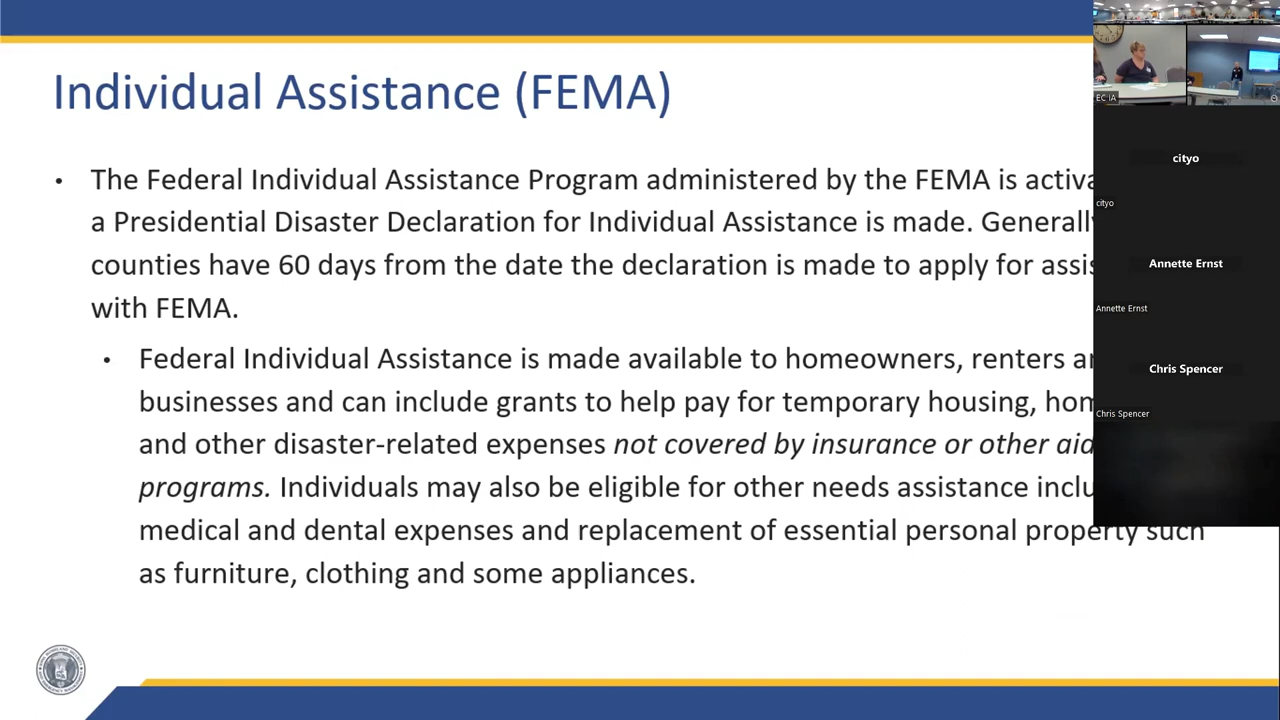 Individual Assistance (FEMA)
• The Federal Individual Assistance Program administered by the FEMA is activa
a Presidential Disaster Declaration for Individual Assistance is made. Generall
counties have 60 days from the date the declaration is made to apply for assis
with FEMA.
• Federal Individual Assistance is made available to homeowners, renters a
businesses and can include grants to help pay for temporary housing, hom
and other disaster-related expenses not covered by insurance or other aid
programs. Individuals may also be eligible for other needs assistance inclu
medical and dental expenses and replacement of essential personal property such
as furniture, clothing and some appliances.
EC IA
cityo
cityo
Annette Ernst
Annette Ernst
Chris Spencer
Chris Spencer